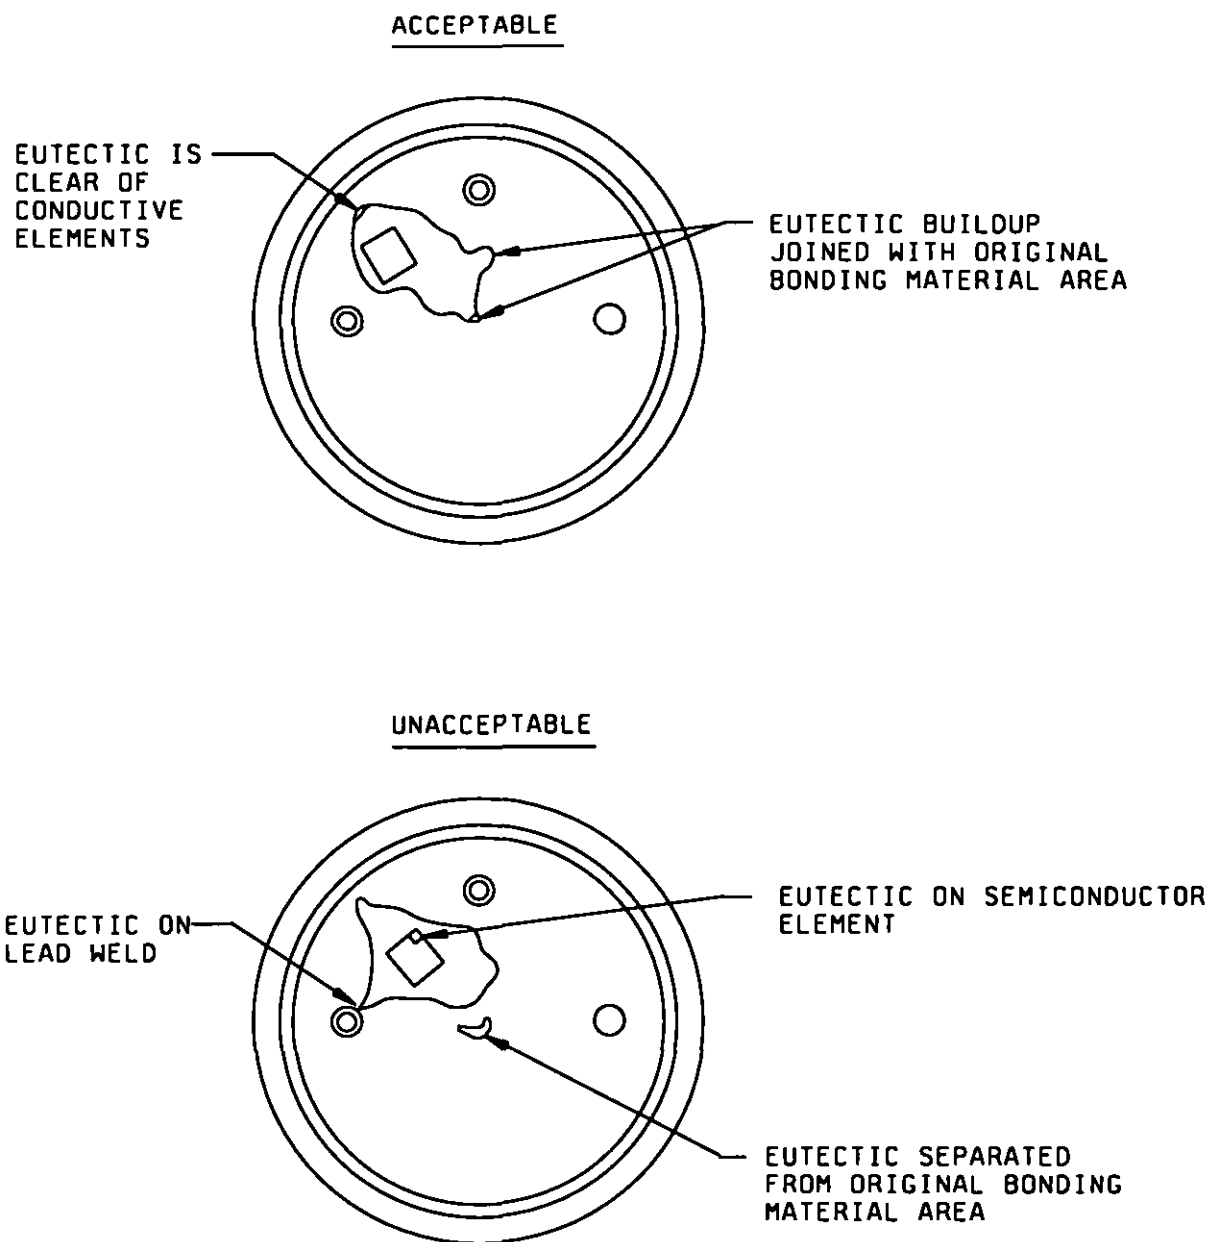 ACCEPTABLE
EUTECTIC IS
CLEAR OF
CONDUCTIVE
ELEMENTS
EUTECTIC BUILDUP
JOINED WITH ORIGINAL
BONDING MATERIAL AREA
UNACCEPTABLE
EUTECTIC ON
LEAD WELD
EUTECTIC ON SEMICONDUCTOR
ELEMENT
EUTECTIC SEPARATED
FROM ORIGINAL BONDING
MATERIAL AREA